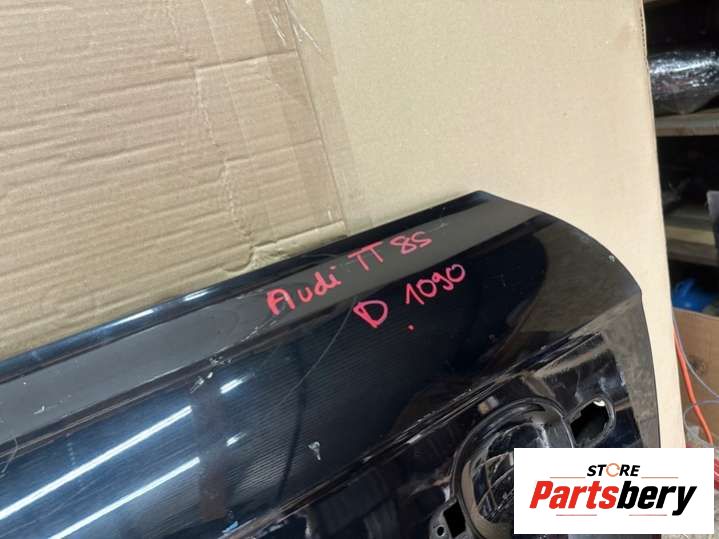 Audi TT 8S
D 1090
STORE
Partsbery